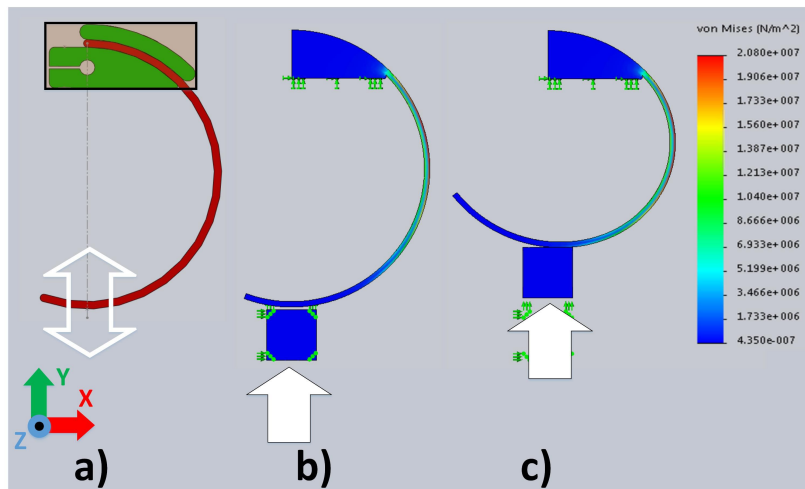 von Mises (N/m^2)
2.080e+007
1.906e+007
1.733e+007
1.560e+007
1.387e+007
1.213e+007
1.040e+007
8.666e+006
6.933e+006
5.199e+006
3.466e+006
1.733e+006
4.350e-007
Y
X
Z
a)
b)
c)